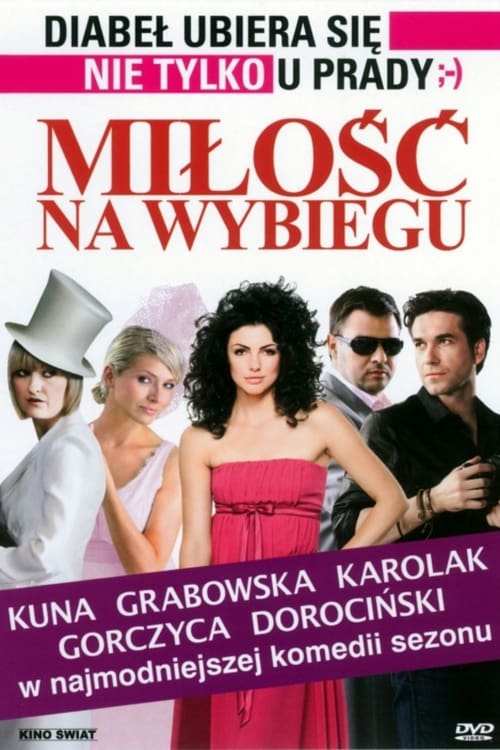 DIABEŁ UBIERA SIĘ
NIE TYLKO U PRADY ;-)
MIŁOŚĆ
NA WYBIEGU
KUNA GRABOWSKA KAROLAK
GORCZYCA DOROCIŃSKI
w najmodniejszej komedii sezonu
KINO ŚWIAT
DVD
VIDEO